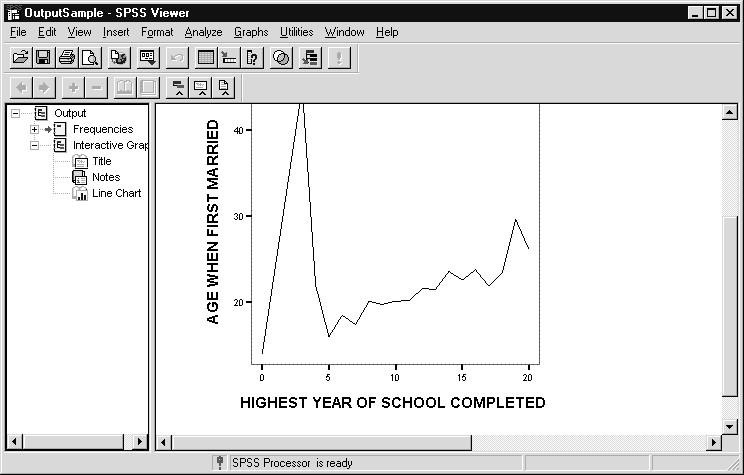 OutputSample - SPSS Viewer
File Edit View Insert Format Analyze Graphs Utilities Window Help
Output
Frequencies
Interactive Grap
Title
Notes
Line Chart
AGE WHEN FIRST MARRIED
40
30
20
0 5 10 15 20
HIGHEST YEAR OF SCHOOL COMPLETED
SPSS Processor is ready